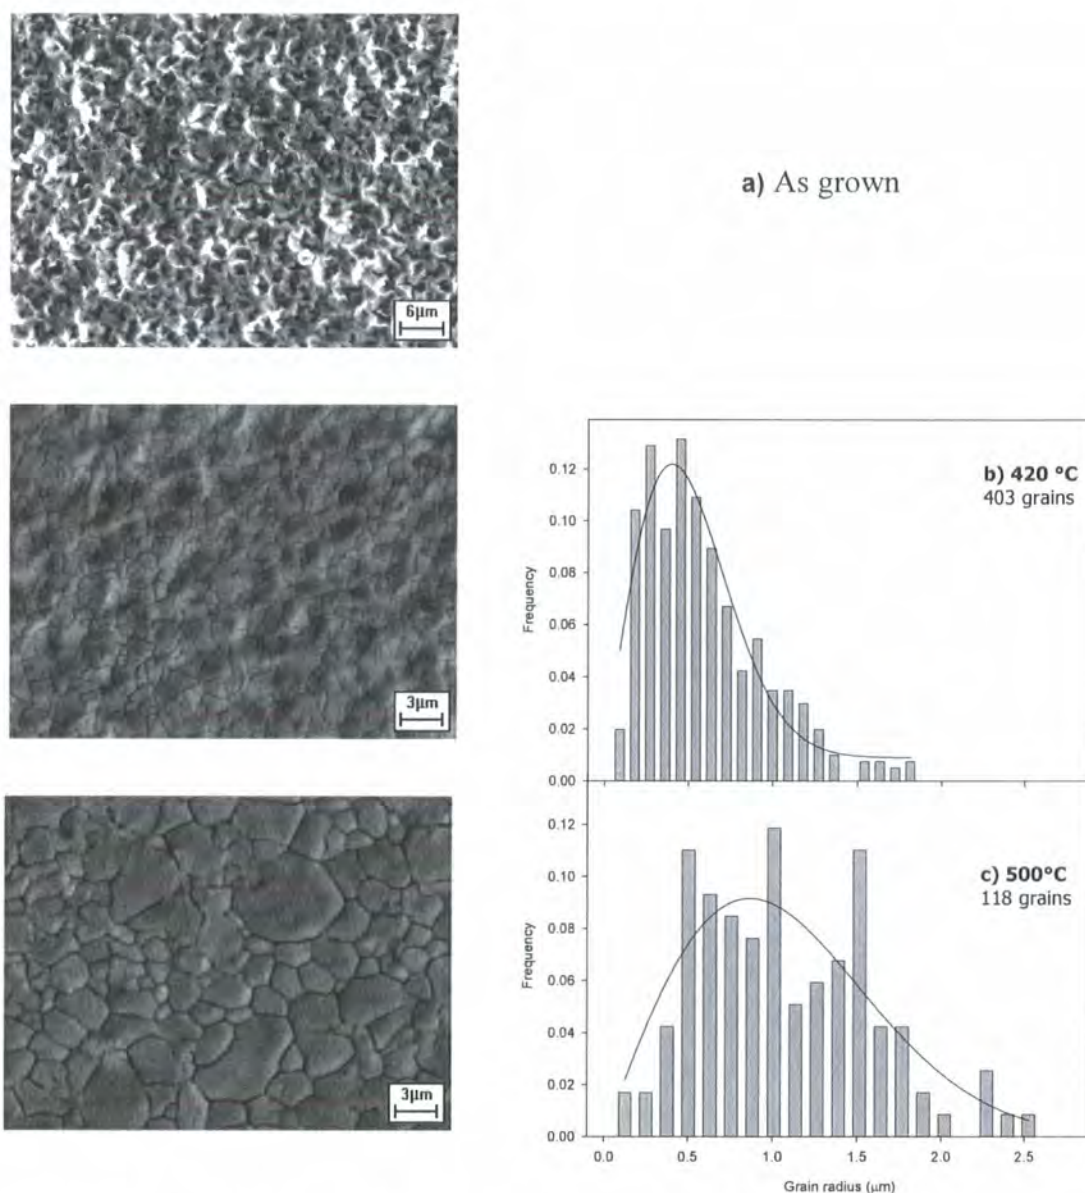 6μm
a) As grown
3μm
Frequency
0.12
0.10
0.08
0.06
0.04
0.02
0.00
b) 420 °C
403 grains
3μm
Frequency
0.12
0.10
0.08
0.06
0.04
0.02
0.00
c) 500°C
118 grains
0.0 0.5 1.0 1.5 2.0 2.5
Grain radius (μm)